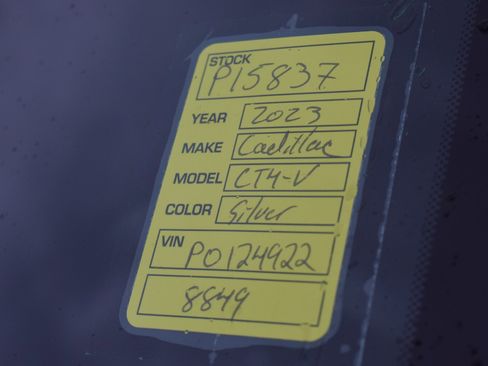 STOCK
P15837
YEAR 2023
MAKE Cadillac
MODEL CT4-V
COLOR Silver
VIN P0124922
8849